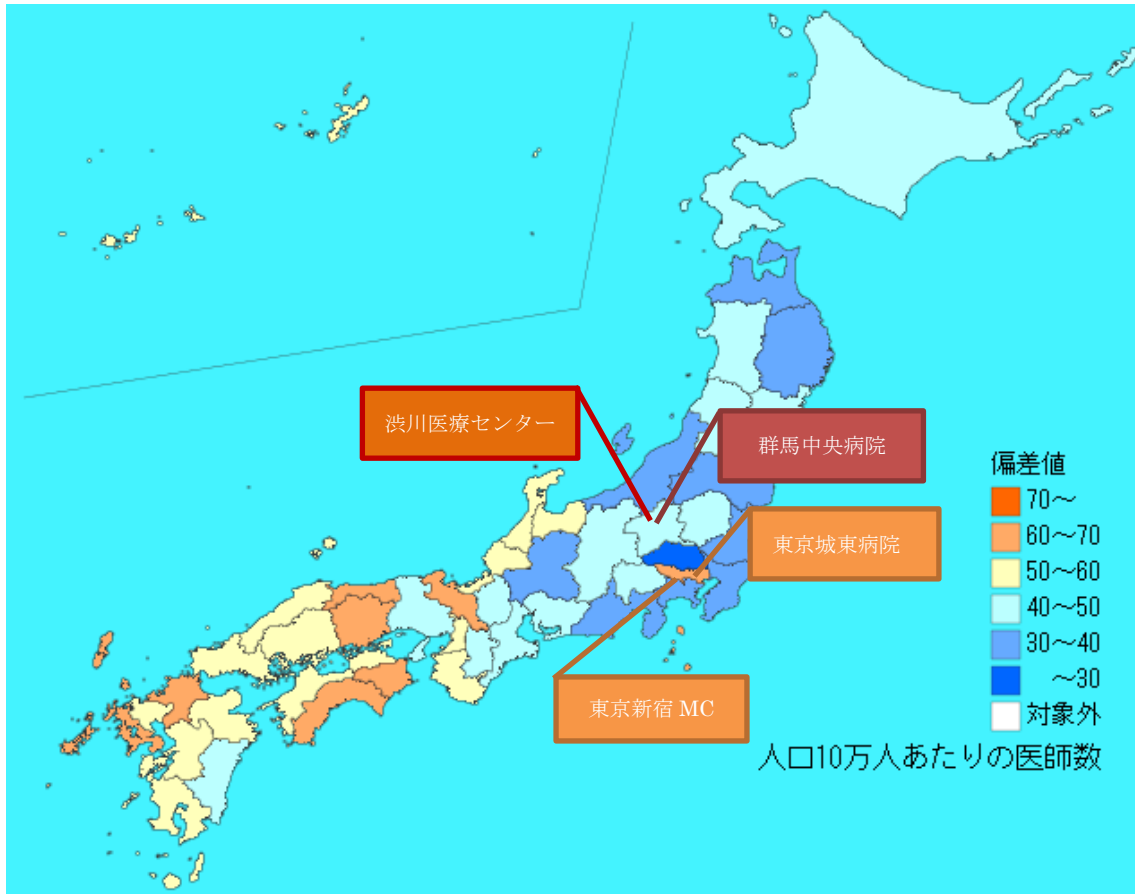 渋川医療センター
群馬中央病院
東京城東病院
東京新宿 MC
偏差値
70～
60～70
50～60
40～50
30～40
～30
対象外
人口10万人あたりの医師数